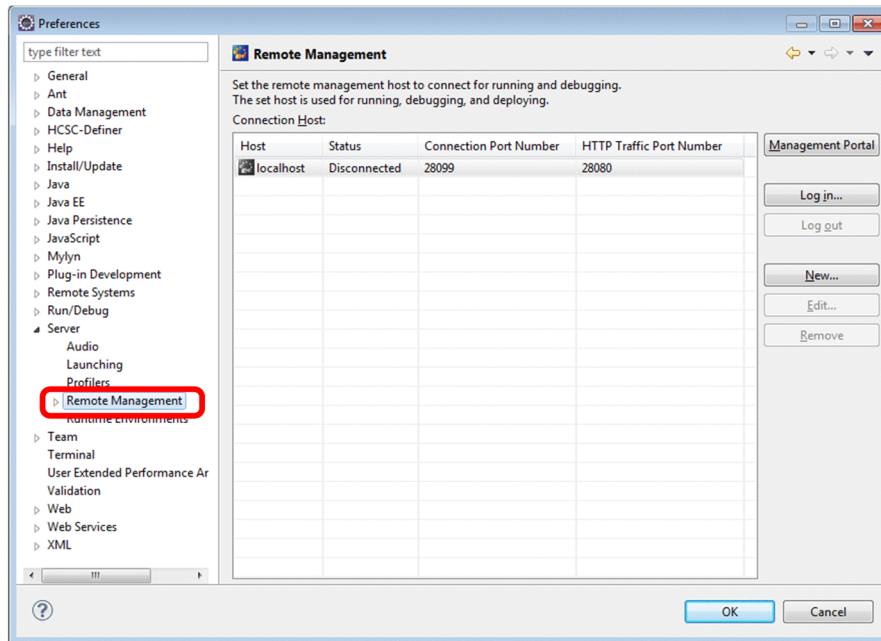 Preferences
type filter text
General
Ant
Data Management
HCSC-Definer
Help
Install/Update
Java
Java EE
Java Persistence
JavaScript
Mylyn
Plug-in Development
Remote Systems
Run/Debug
Server
Audio
Launching
Profilers
Remote Management
Runtime Environments
Team
Terminal
User Extended Performance Ar
Validation
Web
Web Services
XML
Remote Management
Set the remote management host to connect for running and debugging.
The set host is used for running, debugging, and deploying.
Connection Host:
Host Status Connection Port Number HTTP Traffic Port Number
localhost Disconnected 28099 28080
Management Portal
Log in...
Log out
New...
Edit...
Remove
OK Cancel